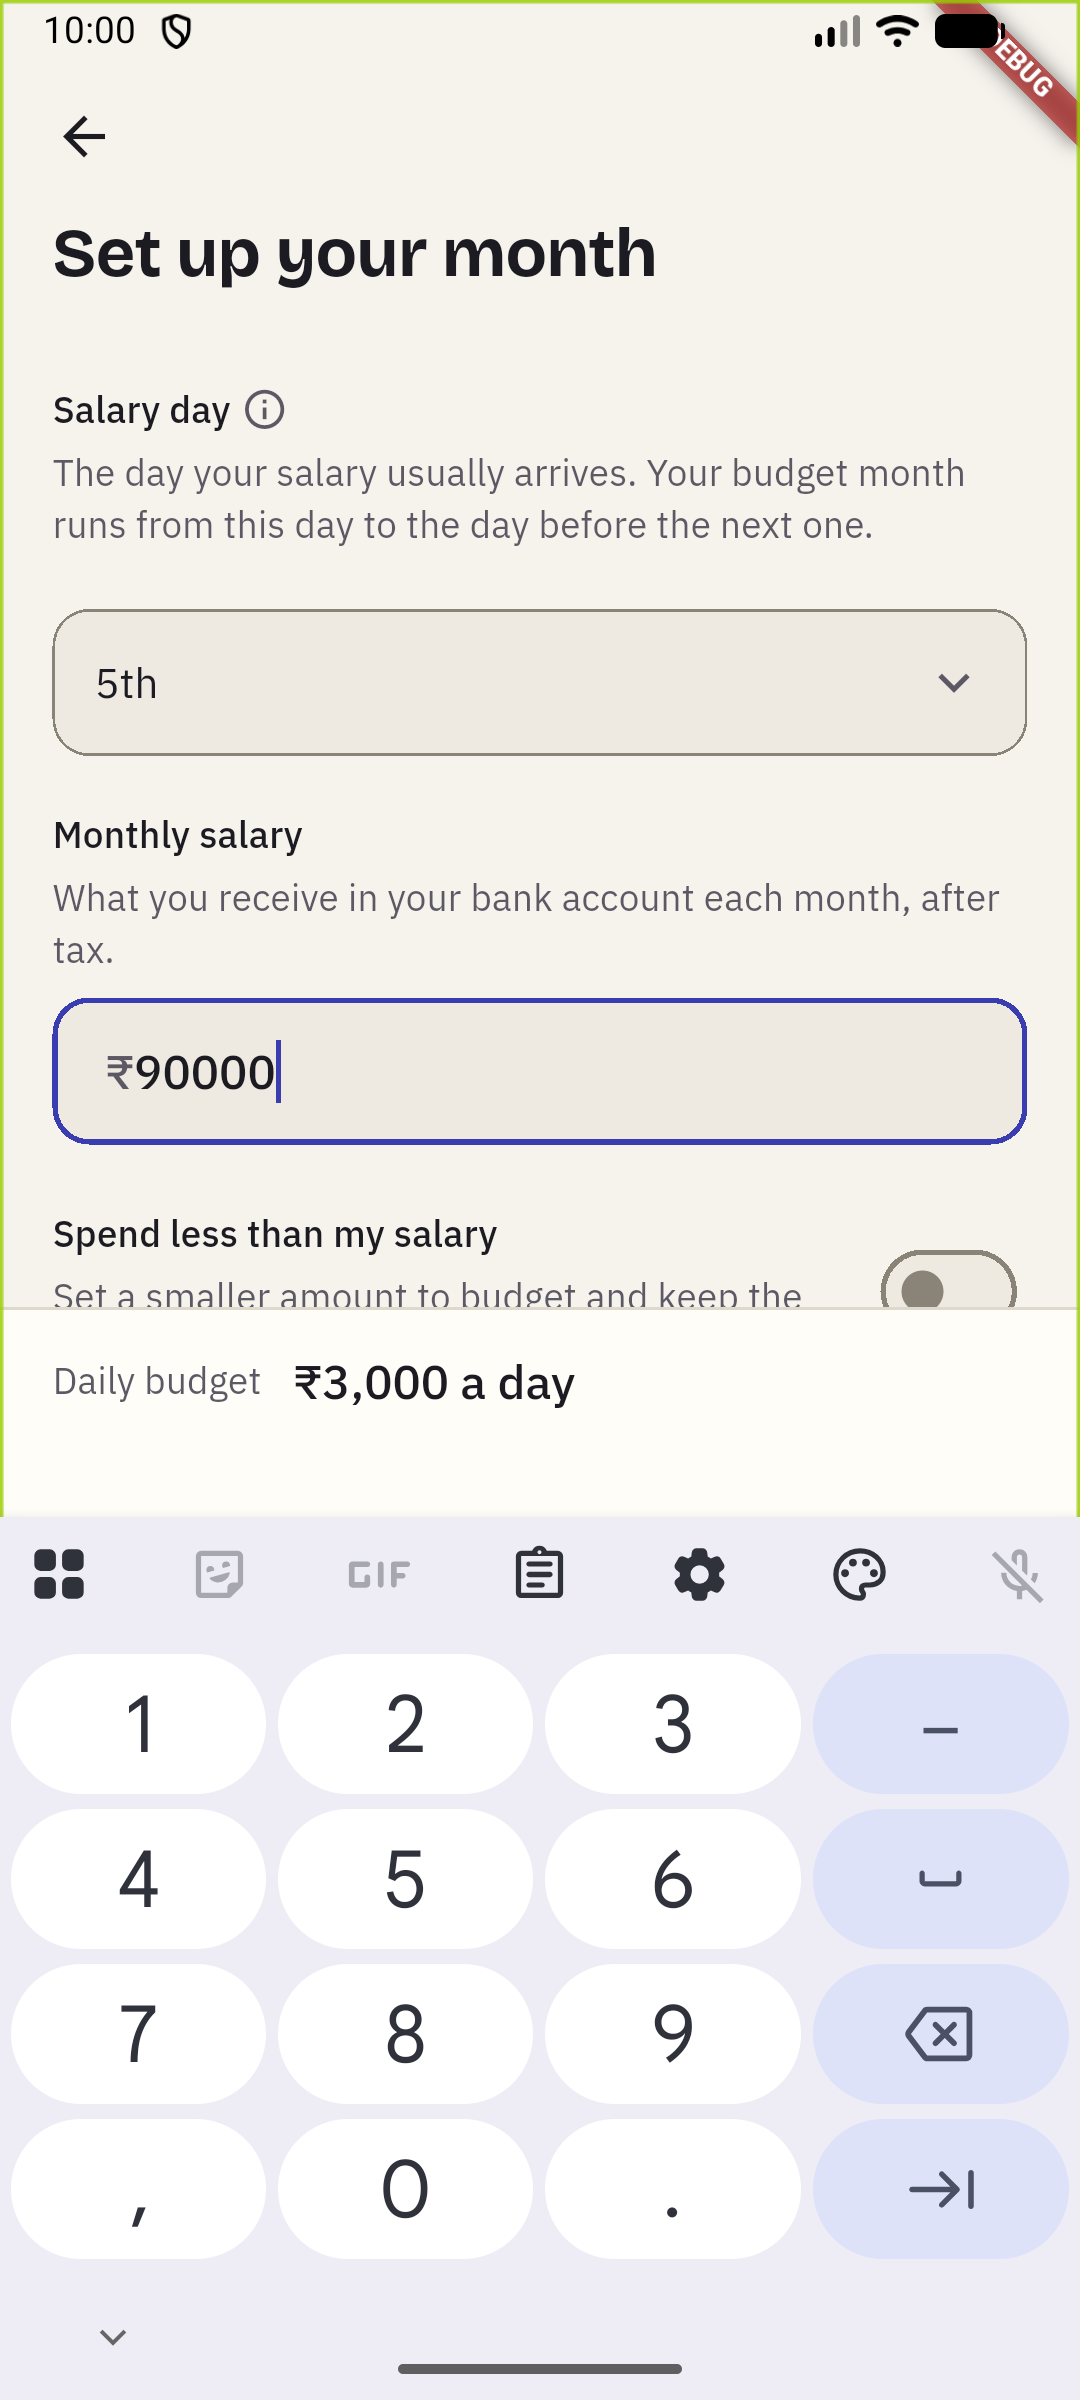 10:00
EBUG
Set up your month
Salary day
The day your salary usually arrives. Your budget month
runs from this day to the day before the next one.
5th
Monthly salary
What you receive in your bank account each month, after
tax.
₹90000
Spend less than my salary
Set a smaller amount to budget and keep the
Daily budget ₹3,000 a day
GIF
1 2 3 –
4 5 6
7 8 9
, 0 .